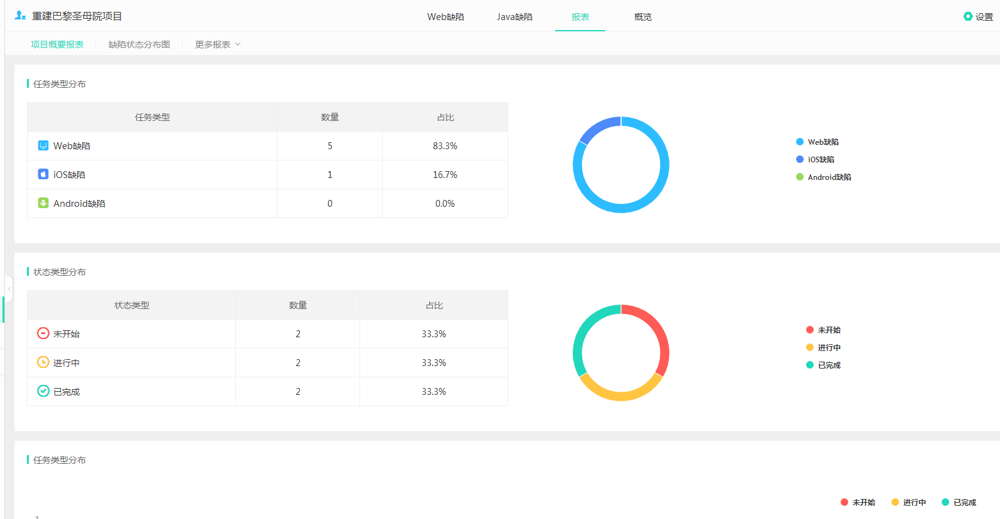 重建巴黎圣母院项目 Web缺陷 Java缺陷 报表 概览 设置
项目概要报表 缺陷状态分布图 更多报表
任务类型分布
任务类型 数量 占比
Web缺陷 5 83.3%
iOS缺陷 1 16.7%
Android缺陷 0 0.0%
Web缺陷
iOS缺陷
Android缺陷
状态类型分布
状态类型 数量 占比
未开始 2 33.3%
进行中 2 33.3%
已完成 2 33.3%
未开始
进行中
已完成
任务类型分布
未开始 进行中 已完成